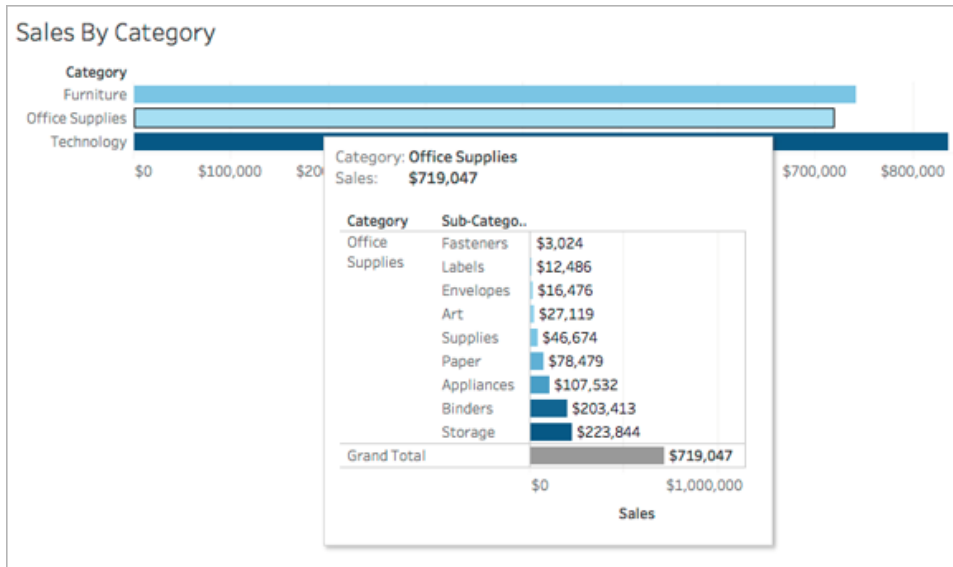 Sales By Category
Category
Furniture
Office Supplies
Technology
$0 $100,000 $20 $700,000 $800,000
Category: Office Supplies
Sales: $719,047
Category Sub-Catego..
Office Supplies Fasteners $3,024
Labels $12,486
Envelopes $16,476
Art $27,119
Supplies $46,674
Paper $78,479
Appliances $107,532
Binders $203,413
Storage $223,844
Grand Total $719,047
$0 $1,000,000
Sales